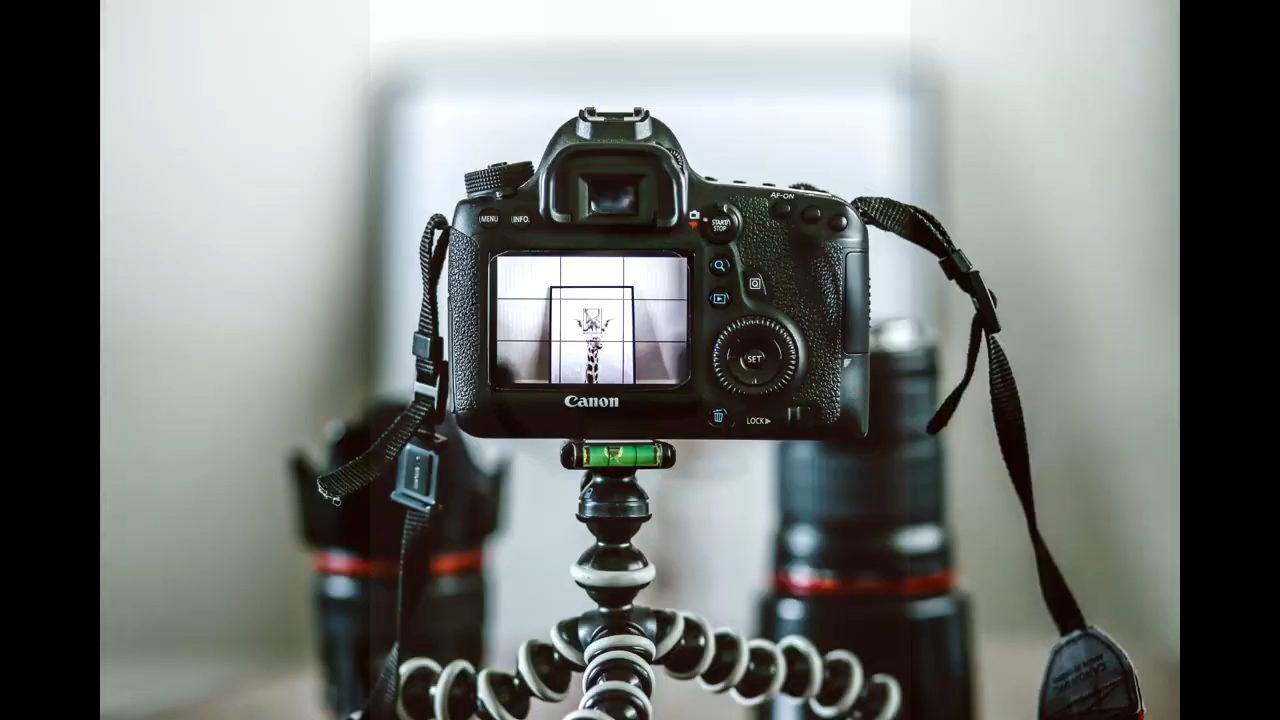 AF-ON
MENU INFO.
START/
STOP
Q
SET
Canon
LOCK▶